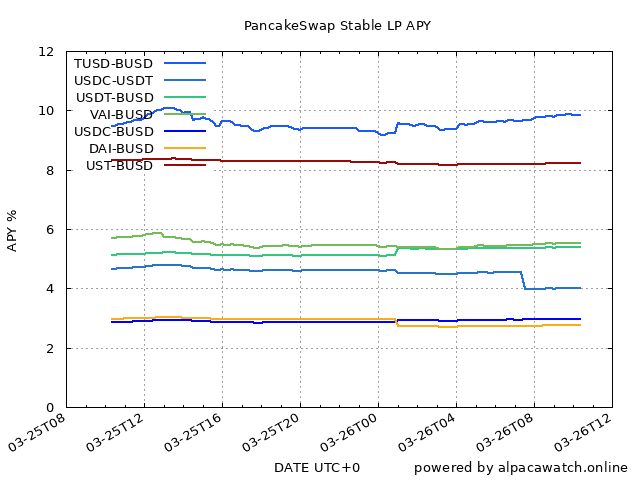 PancakeSwap Stable LP APY
12
10
8
6
4
2
0
APY %
TUSD-BUSD
USDC-USDT
USDT-BUSD
VAI-BUSD
USDC-BUSD
DAI-BUSD
UST-BUSD
03-25T08
03-25T12
03-25T16
03-25T20
03-26T00
03-26T04
03-26T08
03-26T12
DATE UTC+0
powered by alpacawatch.online